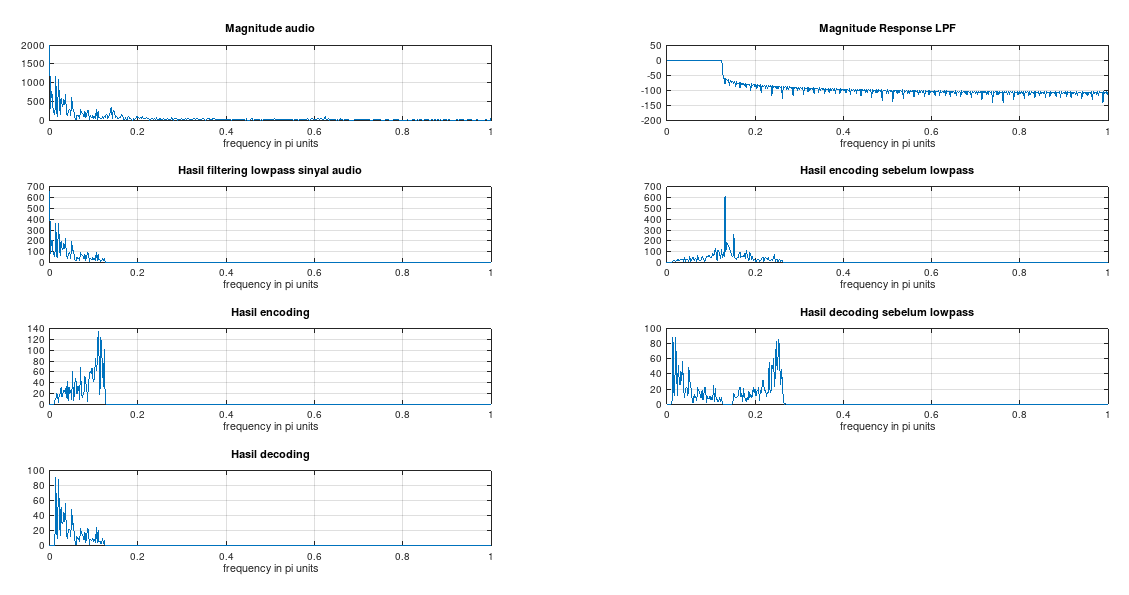 Magnitude audio
2000
1500
1000
500
0
0 0.2 0.4 0.6 0.8 1
frequency in pi units
Magnitude Response LPF
50
0
-50
-100
-150
-200
0 0.2 0.4 0.6 0.8 1
frequency in pi units
Hasil filtering lowpass sinyal audio
700
600
500
400
300
200
100
0
0 0.2 0.4 0.6 0.8 1
frequency in pi units
Hasil encoding sebelum lowpass
700
600
500
400
300
200
100
0
0 0.2 0.4 0.6 0.8 1
frequency in pi units
Hasil encoding
140
120
100
80
60
40
20
0
0 0.2 0.4 0.6 0.8 1
frequency in pi units
Hasil decoding sebelum lowpass
100
80
60
40
20
0
0 0.2 0.4 0.6 0.8 1
frequency in pi units
Hasil decoding
100
80
60
40
20
0
0 0.2 0.4 0.6 0.8 1
frequency in pi units